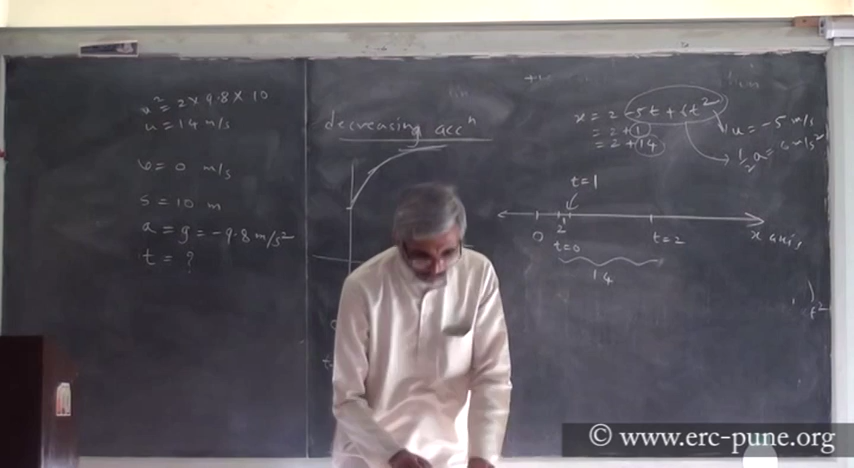 u² = 2 × 9.8 × 10
u = 14 m/s
v = 0 m/s
s = 10 m
a = g = -9.8 m/s²
t = ?
decreasing accⁿ
x = 2 - 5t + 6t²
= 2 + 1
= 2 + 14
u = -5 m/s
½a = 6 m/s²
t=1
0 2 t=2 x axis
t=0
14
© www.erc-pune.org